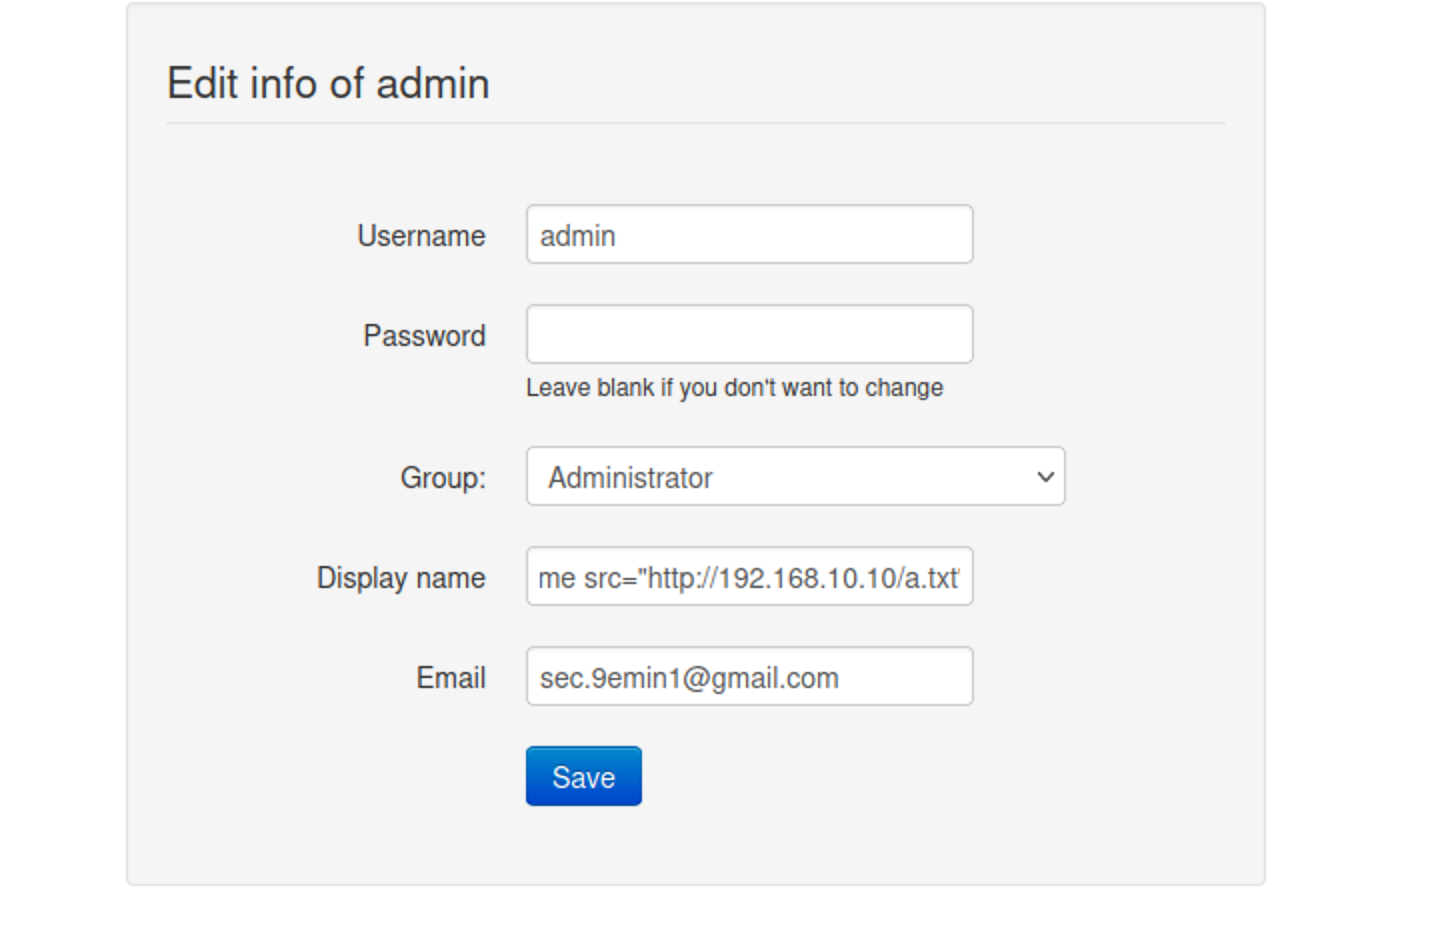 Edit info of admin
Username
admin
Password
Leave blank if you don't want to change
Group:
Administrator
Display name
me src="http://192.168.10.10/a.txt'
Email
sec.9emin1@gmail.com
Save